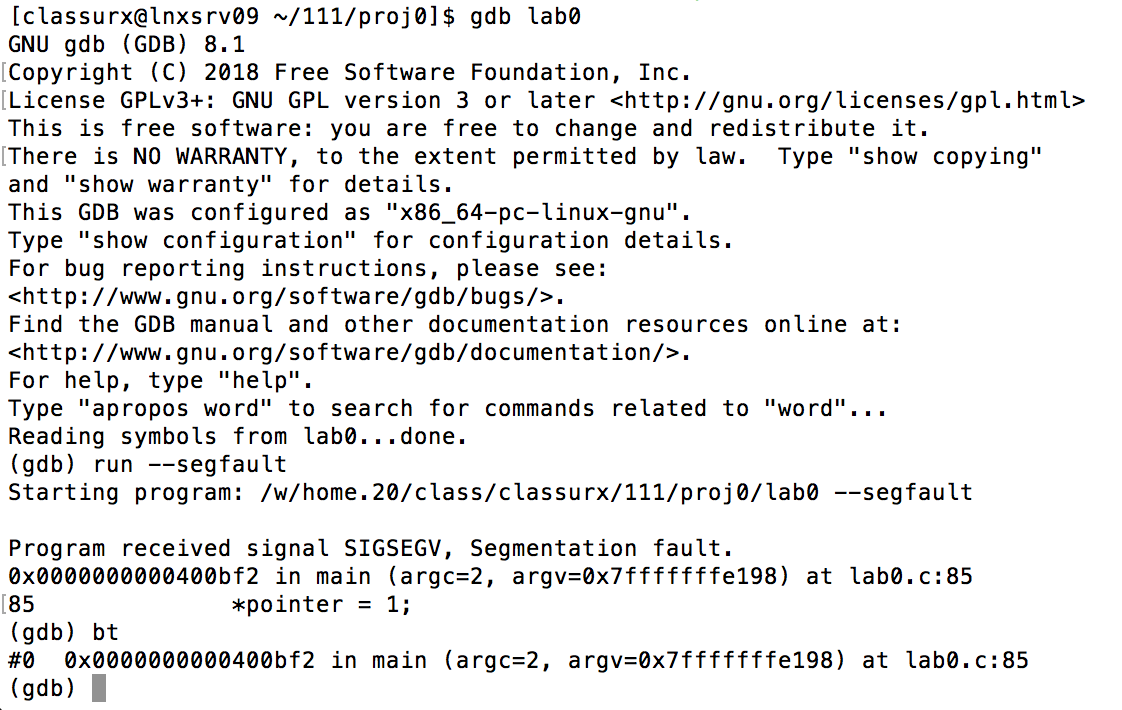 [classurx@lnxsrv09 ~/111/proj0]$ gdb lab0
GNU gdb (GDB) 8.1
[Copyright (C) 2018 Free Software Foundation, Inc.
[License GPLv3+: GNU GPL version 3 or later <http://gnu.org/licenses/gpl.html>
This is free software: you are free to change and redistribute it.
[There is NO WARRANTY, to the extent permitted by law.  Type "show copying"
and "show warranty" for details.
This GDB was configured as "x86_64-pc-linux-gnu".
Type "show configuration" for configuration details.
For bug reporting instructions, please see:
<http://www.gnu.org/software/gdb/bugs/>.
Find the GDB manual and other documentation resources online at:
<http://www.gnu.org/software/gdb/documentation/>.
For help, type "help".
Type "apropos word" to search for commands related to "word"...
Reading symbols from lab0...done.
(gdb) run --segfault
Starting program: /w/home.20/class/classurx/111/proj0/lab0 --segfault

Program received signal SIGSEGV, Segmentation fault.
0x0000000000400bf2 in main (argc=2, argv=0x7fffffffe198) at lab0.c:85
[85              *pointer = 1;
(gdb) bt
#0  0x0000000000400bf2 in main (argc=2, argv=0x7fffffffe198) at lab0.c:85
(gdb)